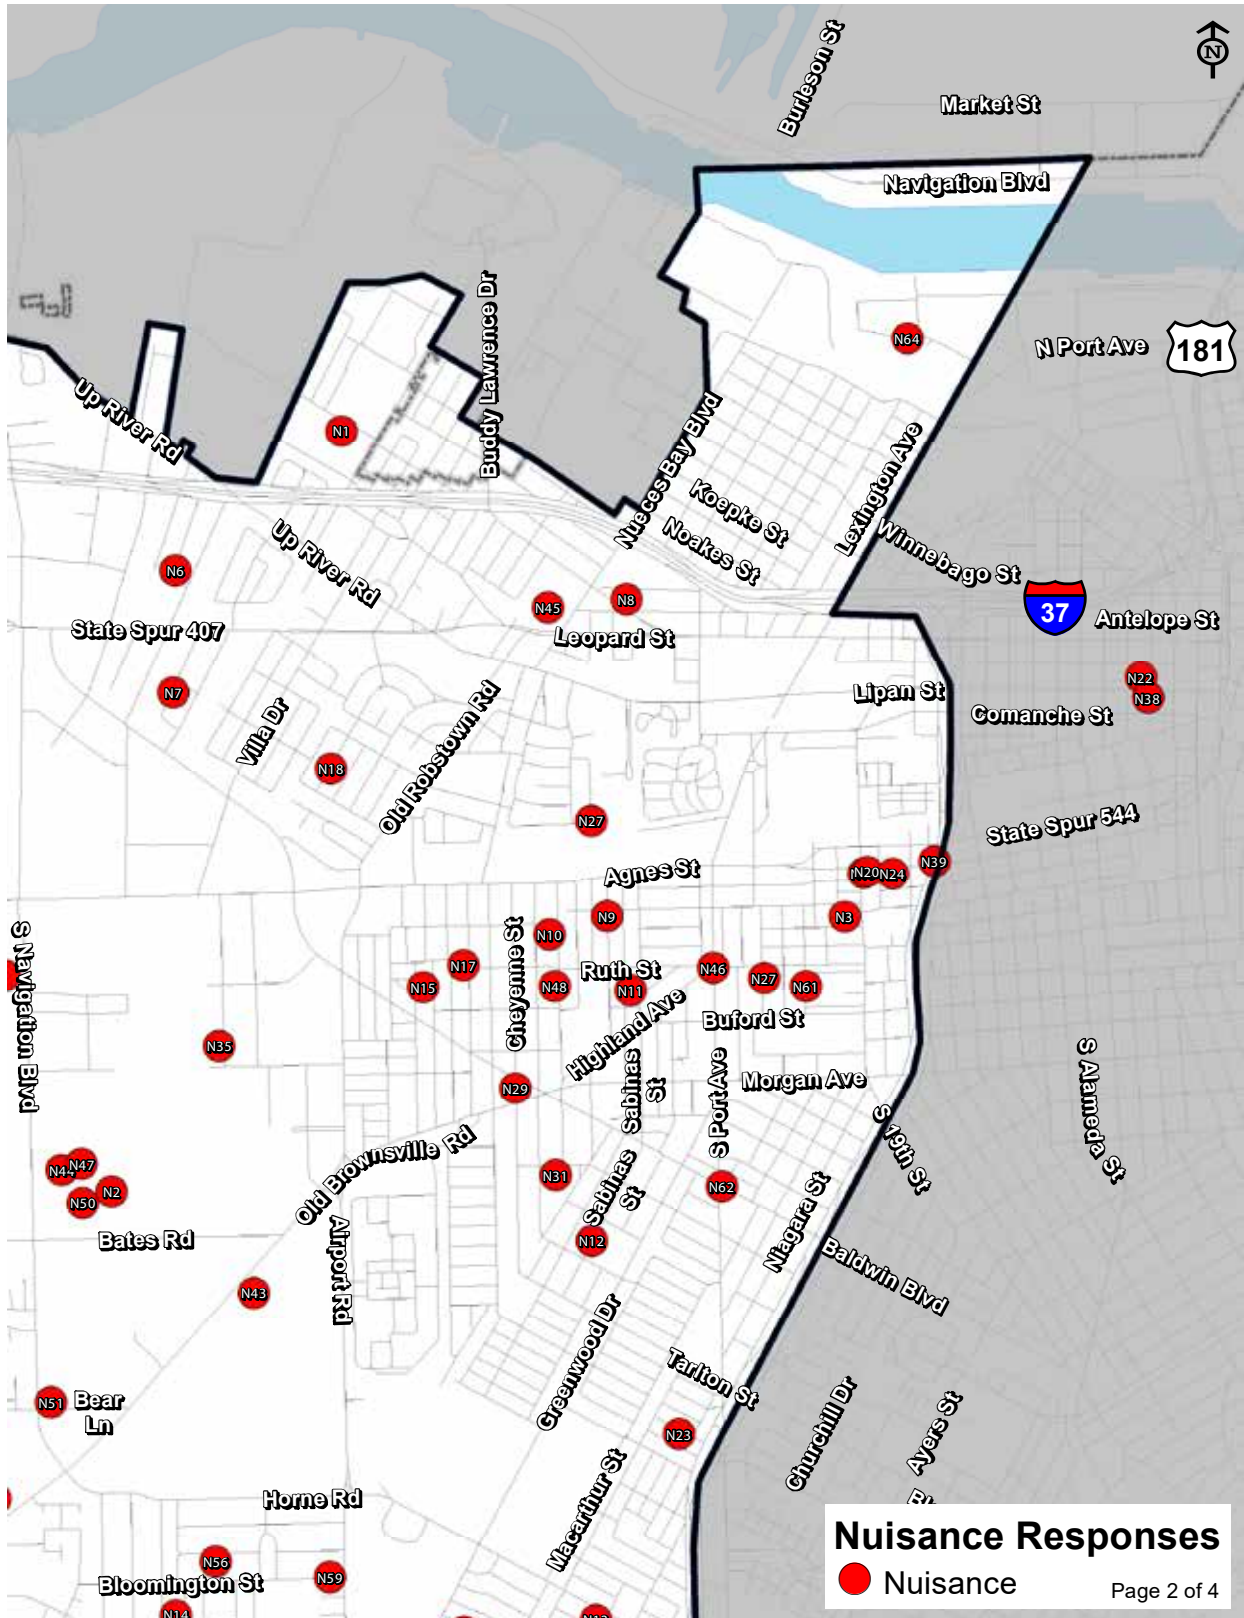 Burleson St
N
Market St
Navigation Blvd
Buddy Lawrence Dr
N64
N Port Ave
181
Up River Rd
N1
Nueces Bay Blvd
Lexington Ave
Koepke St
Noakes St
Winnebago St
Up River Rd
N6
N45
N8
37
Antelope St
State Spur 407
Leopard St
N7
Lipan St
N22
N38
Comanche St
Villa Dr
Old Robstown Rd
N18
N27
State Spur 544
Agnes St
N20
N24
N39
N9
N3
S Navigation Blvd
N10
Cheyenne St
N17
Ruth St
N46
N15
N48
N11
N27
N61
Highland Ave
Buford St
N35
S Alameda St
Sabinas
St
S Port Ave
Morgan Ave
N29
S 19th St
Old Brownsville Rd
N44
N47
N50
N2
N31
Sabinas
St
N62
Niagara St
Bates Rd
Airport Rd
N12
Baldwin Blvd
N43
Greenwood Dr
Tarlton St
N51
Bear
Ln
Churchill Dr
Ayers St
N23
Macarthur St
Horne Rd
N56
Bloomington St
N59
N14
Nuisance Responses
Nuisance
Page 2 of 4